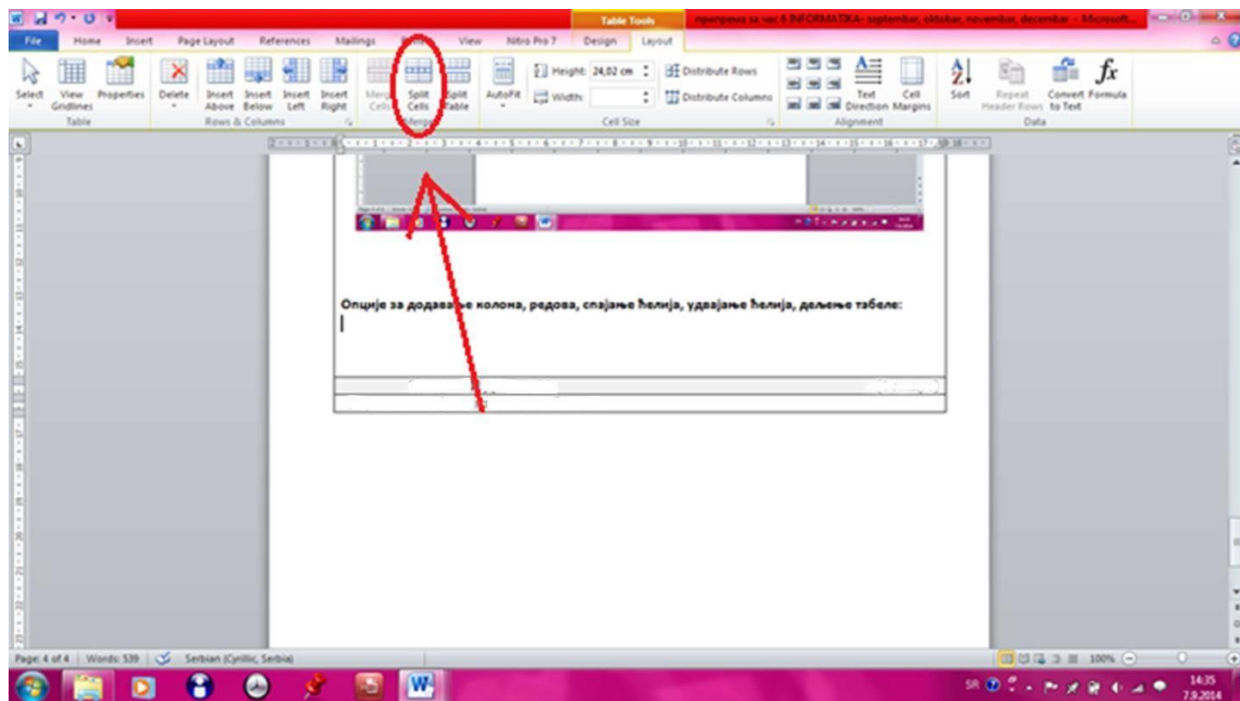 Table Tools
припрема за час 6 INFORMATIKA- septembar, oktobar, novembar, decembar - Microsoft...
File Home Insert Page Layout References Mailings View Nitro Pro 7 Design Layout
Select View Gridlines Properties Delete Insert Above Insert Below Insert Left Insert Right Merge Cells Split Cells Split Table AutoFit Height: 24,02 cm Width: Distribute Rows Distribute Columns Text Direction Cell Margins Sort Repeat Header Rows Convert to Text Formula
Table Rows & Columns Merge Cell Size Alignment Data
Опције за додавање колона, редова, спајање ћелија, удвајање ћелија, дељење табеле:
Page: 4 of 4 Words: 539 Serbian (Cyrillic, Serbia) 100%
SR 14:35
7.9.2014